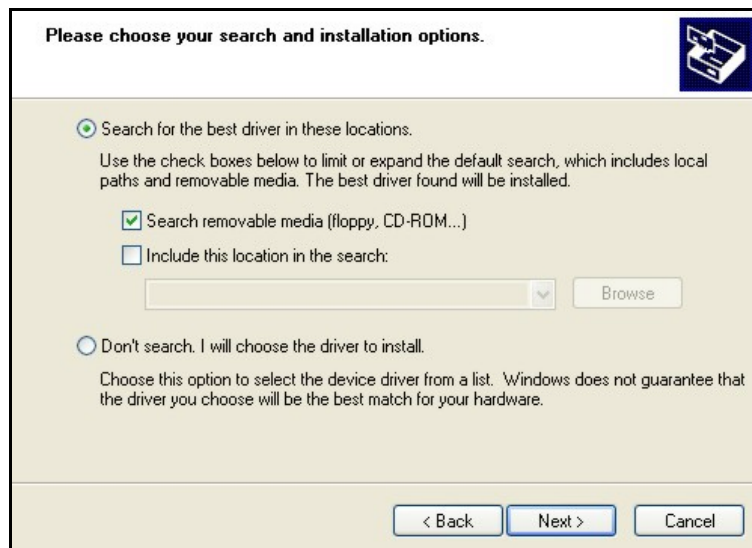 Please choose your search and installation options.
Search for the best driver in these locations.
Use the check boxes below to limit or expand the default search, which includes local
paths and removable media. The best driver found will be installed.
Search removable media (floppy, CD-ROM...)
Include this location in the search:
Browse
Don't search. I will choose the driver to install.
Choose this option to select the device driver from a list. Windows does not guarantee that
the driver you choose will be the best match for your hardware.
< Back Next > Cancel